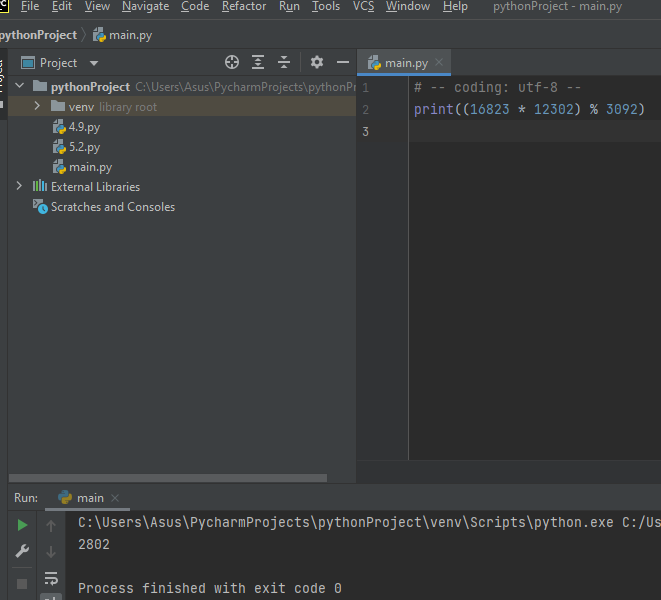 File Edit View Navigate Code Refactor Run Tools VCS Window Help pythonProject - main.py
pythonProject main.py
Project
main.py
pythonProject C:\Users\Asus\PycharmProjects\pythonPr
venv library root
4.9.py
5.2.py
main.py
External Libraries
Scratches and Consoles
1 # -- coding: utf-8 --
2 print((16823 * 12302) % 3092)
3
Run: main
C:\Users\Asus\PycharmProjects\pythonProject\venv\Scripts\python.exe C:/Us
2802
Process finished with exit code 0